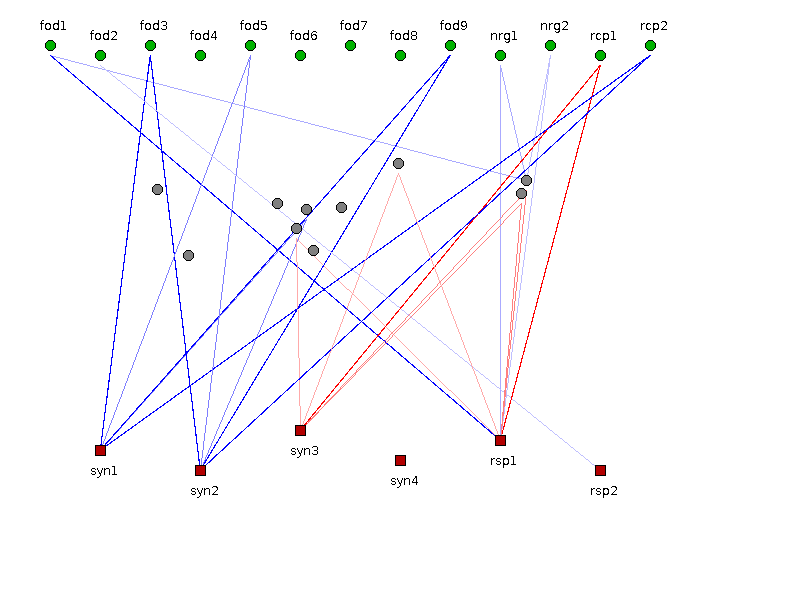 fod1 fod2 fod3 fod4 fod5 fod6 fod7 fod8 fod9 nrg1 nrg2 rcp1 rcp2
syn1 syn2 syn3 syn4 rsp1 rsp2